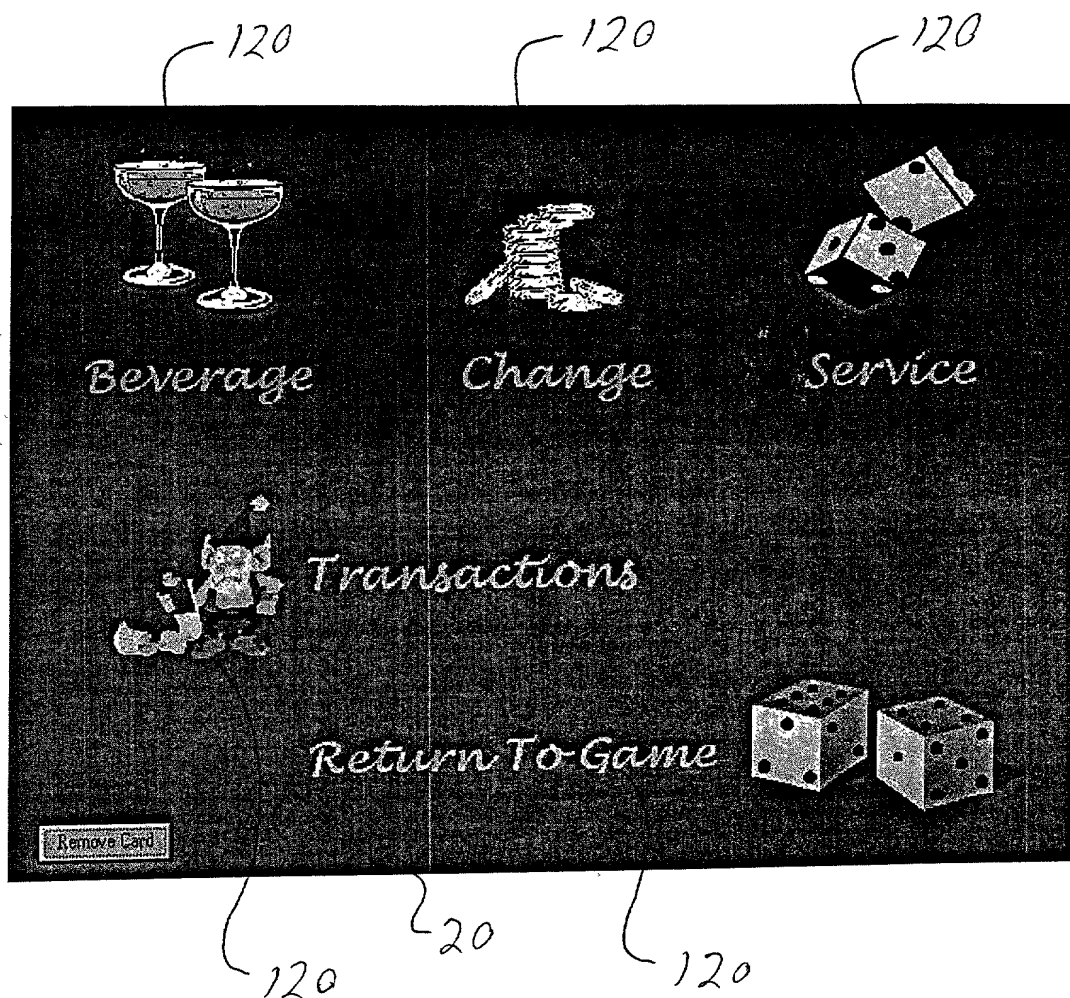 120 120 120
Beverage Change Service
Transactions
Return To Game
Remove Card
120 20 120